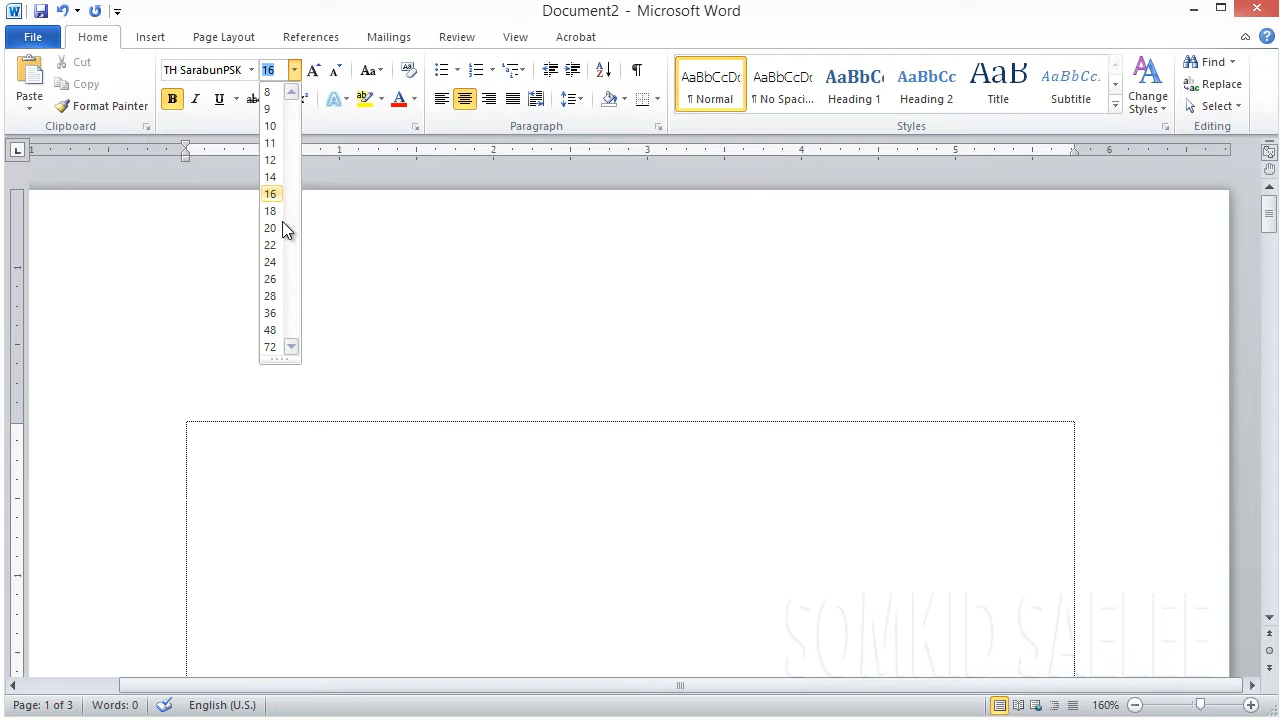 Document2 - Microsoft Word
File Home Insert Page Layout References Mailings Review View Acrobat
Paste
Cut
Copy
Format Painter
Clipboard
TH SarabunPSK 16
Aa
B I U
8
9
10
11
12
14
16
18
20
22
24
26
28
36
48
72
Paragraph
AaBbCcDc AaBbCcDc AaBbCc AaBbCc AaB AaBbCc.
¶ Normal ¶ No Spaci... Heading 1 Heading 2 Title Subtitle
Styles
Change Styles
Find
Replace
Select
Editing
1 1 2 3 4 5 6
1
1
SOMKID SAELEE
Page: 1 of 3 Words: 0 English (U.S.) 160%